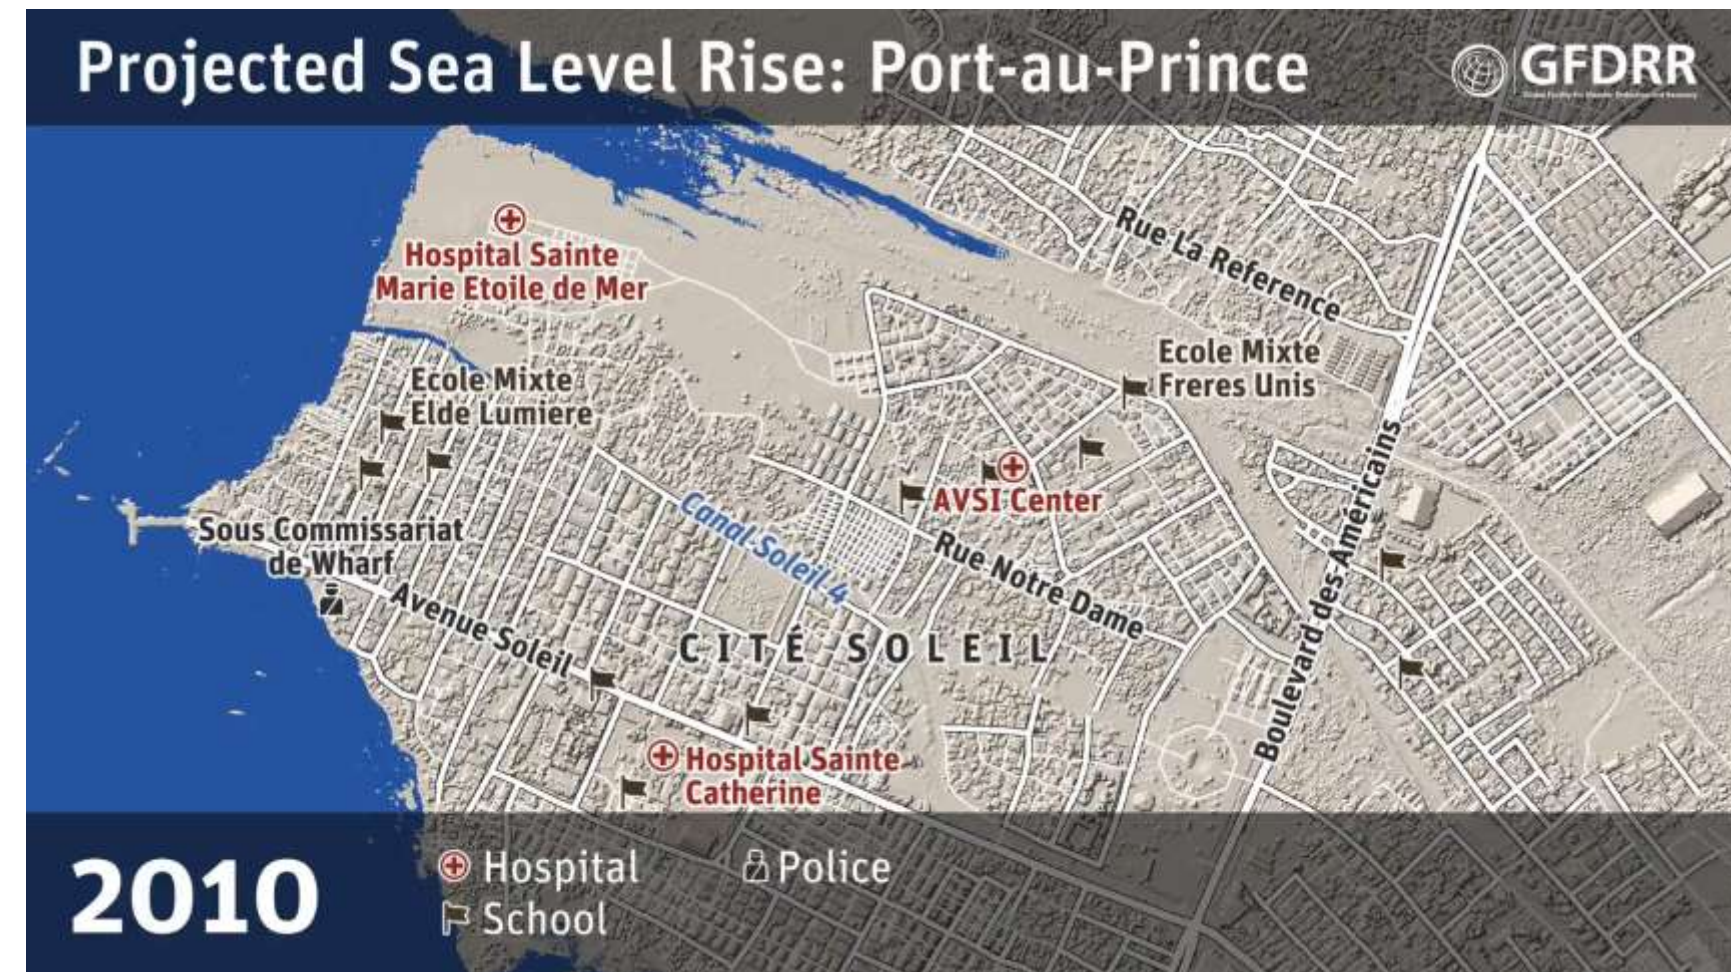 Projected Sea Level Rise: Port-au-Prince
GFDRR
Hospital Sainte
Marie Etoile de Mer
Rue La Reference
Ecole Mixte
Freres Unis
Ecole Mixte
Elde Lumiere
AVSI Center
Canal Soleil 4
Sous Commissariat
de Wharf
Rue Notre Dame
Avenue Soleil
CITÉ SOLEIL
Boulevard des Américains
Hospital Sainte
Catherine
2010
Hospital
Police
School